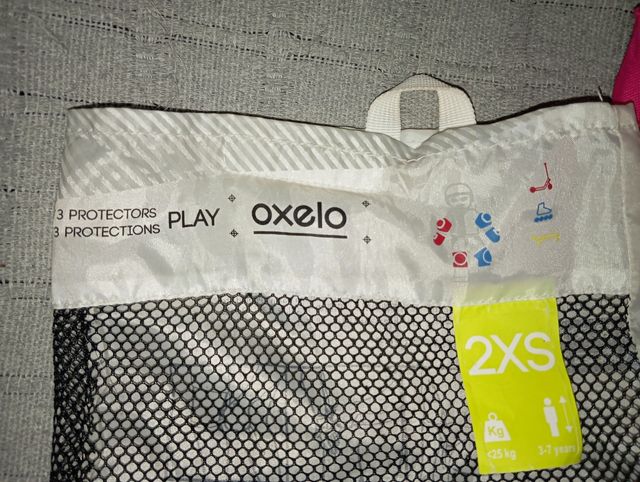 3 PROTECTORS
3 PROTECTIONS
PLAY
oxelo
2XS
Kg
<25 kg
3-7 years